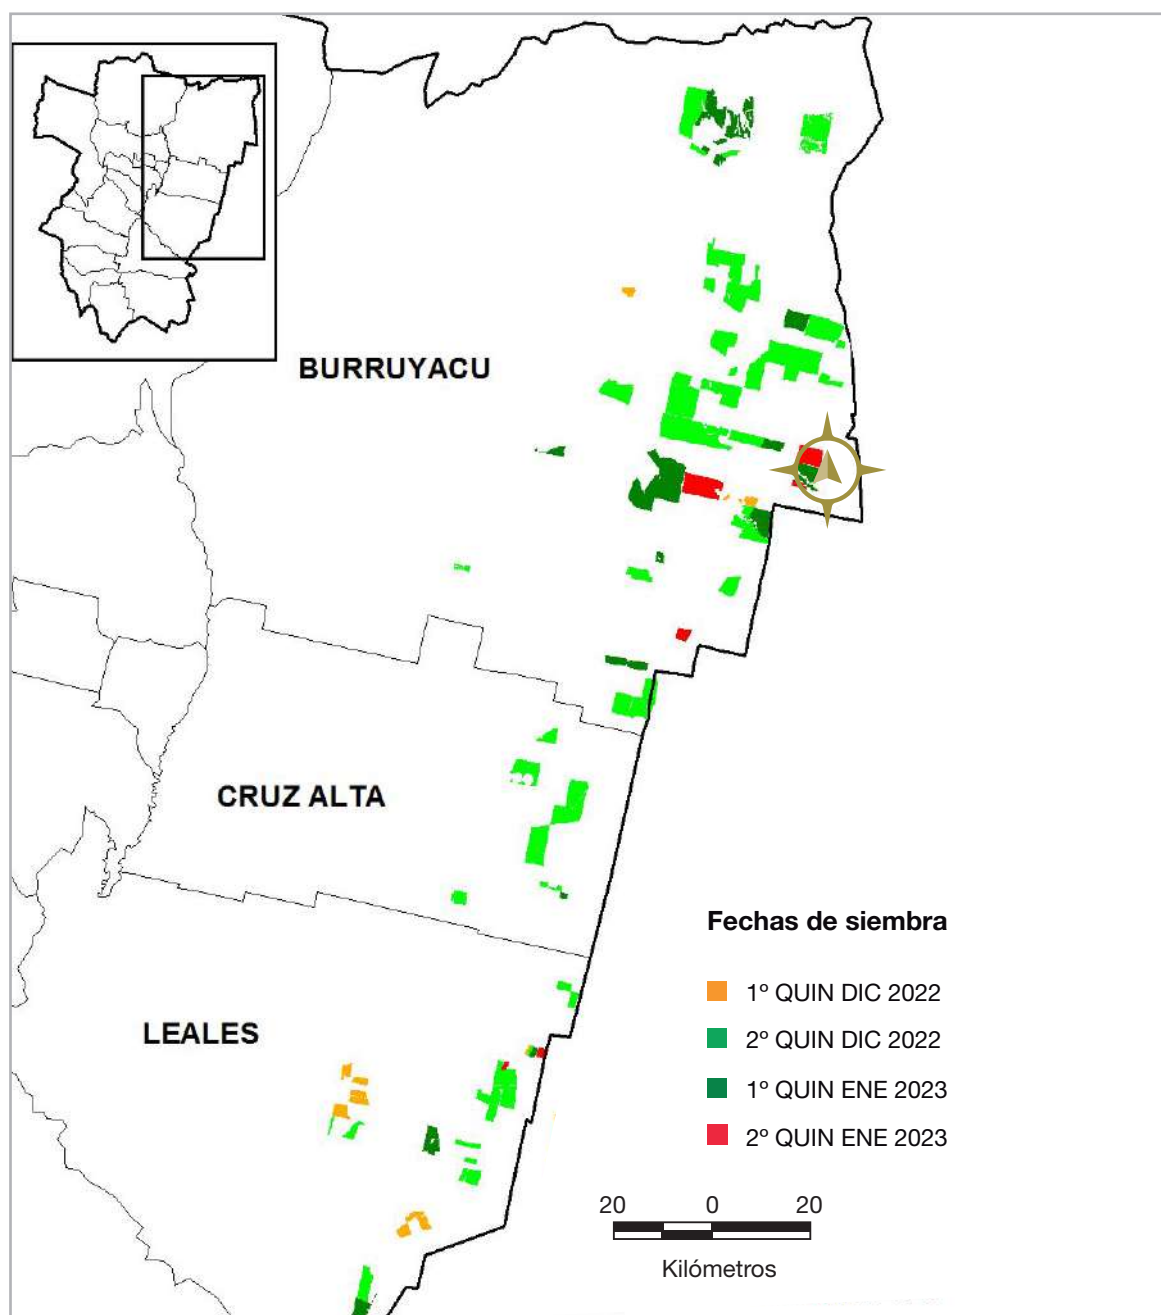 BURRUYACU
CRUZ ALTA
LEALES
Fechas de siembra
1º QUIN DIC 2022
2º QUIN DIC 2022
1º QUIN ENE 2023
2º QUIN ENE 2023
20 0 20
Kilómetros